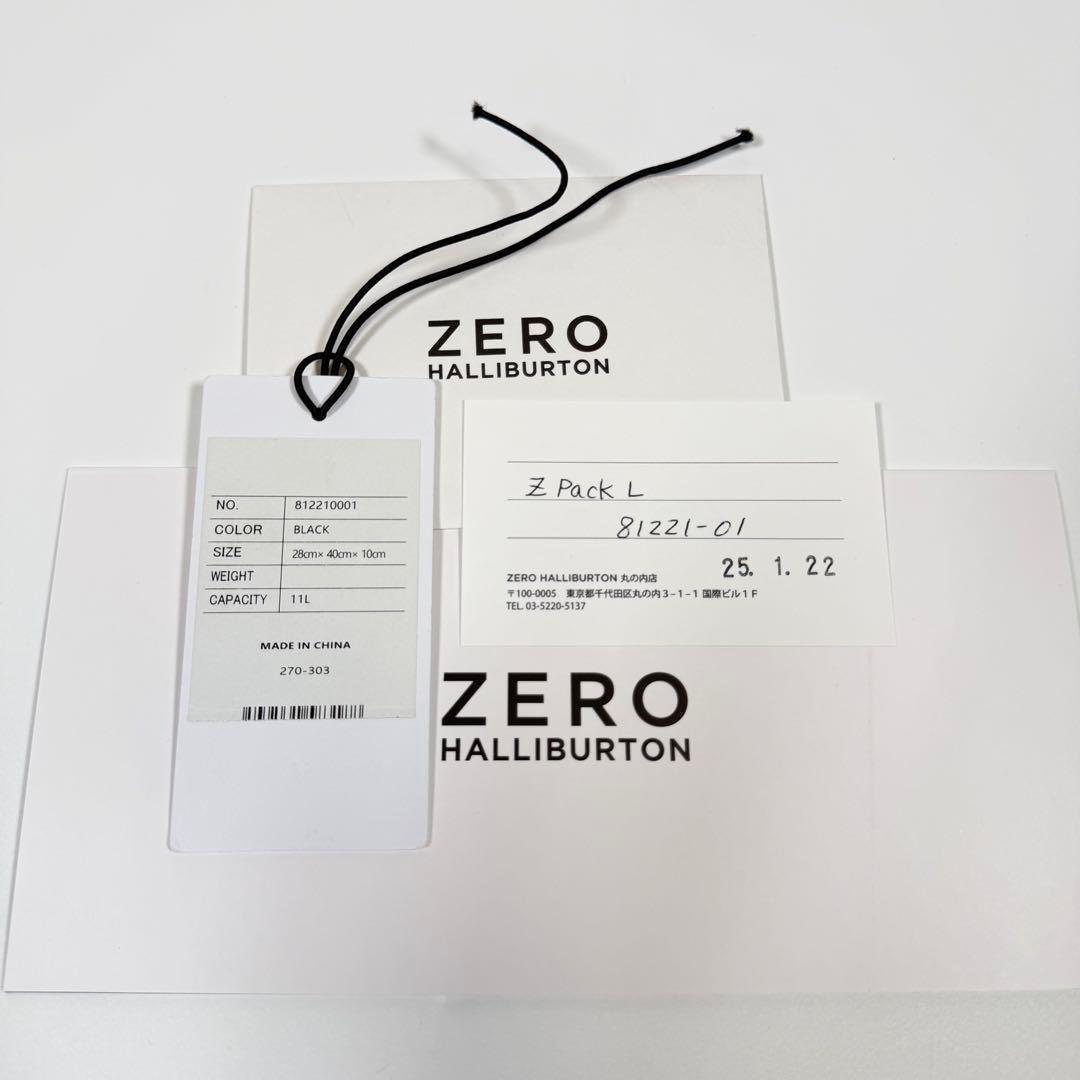 ZERO
HALLIBURTON
NO. 812210001
COLOR BLACK
SIZE 28cm×40cm×10cm
WEIGHT
CAPACITY 11L
MADE IN CHINA
270-303
Z Pack L
81221-01
25. 1. 22
ZERO HALLIBURTON 丸の内店
〒100-0005 東京都千代田区丸の内3-1-1 国際ビル1F
TEL. 03-5220-5137
ZERO
HALLIBURTON